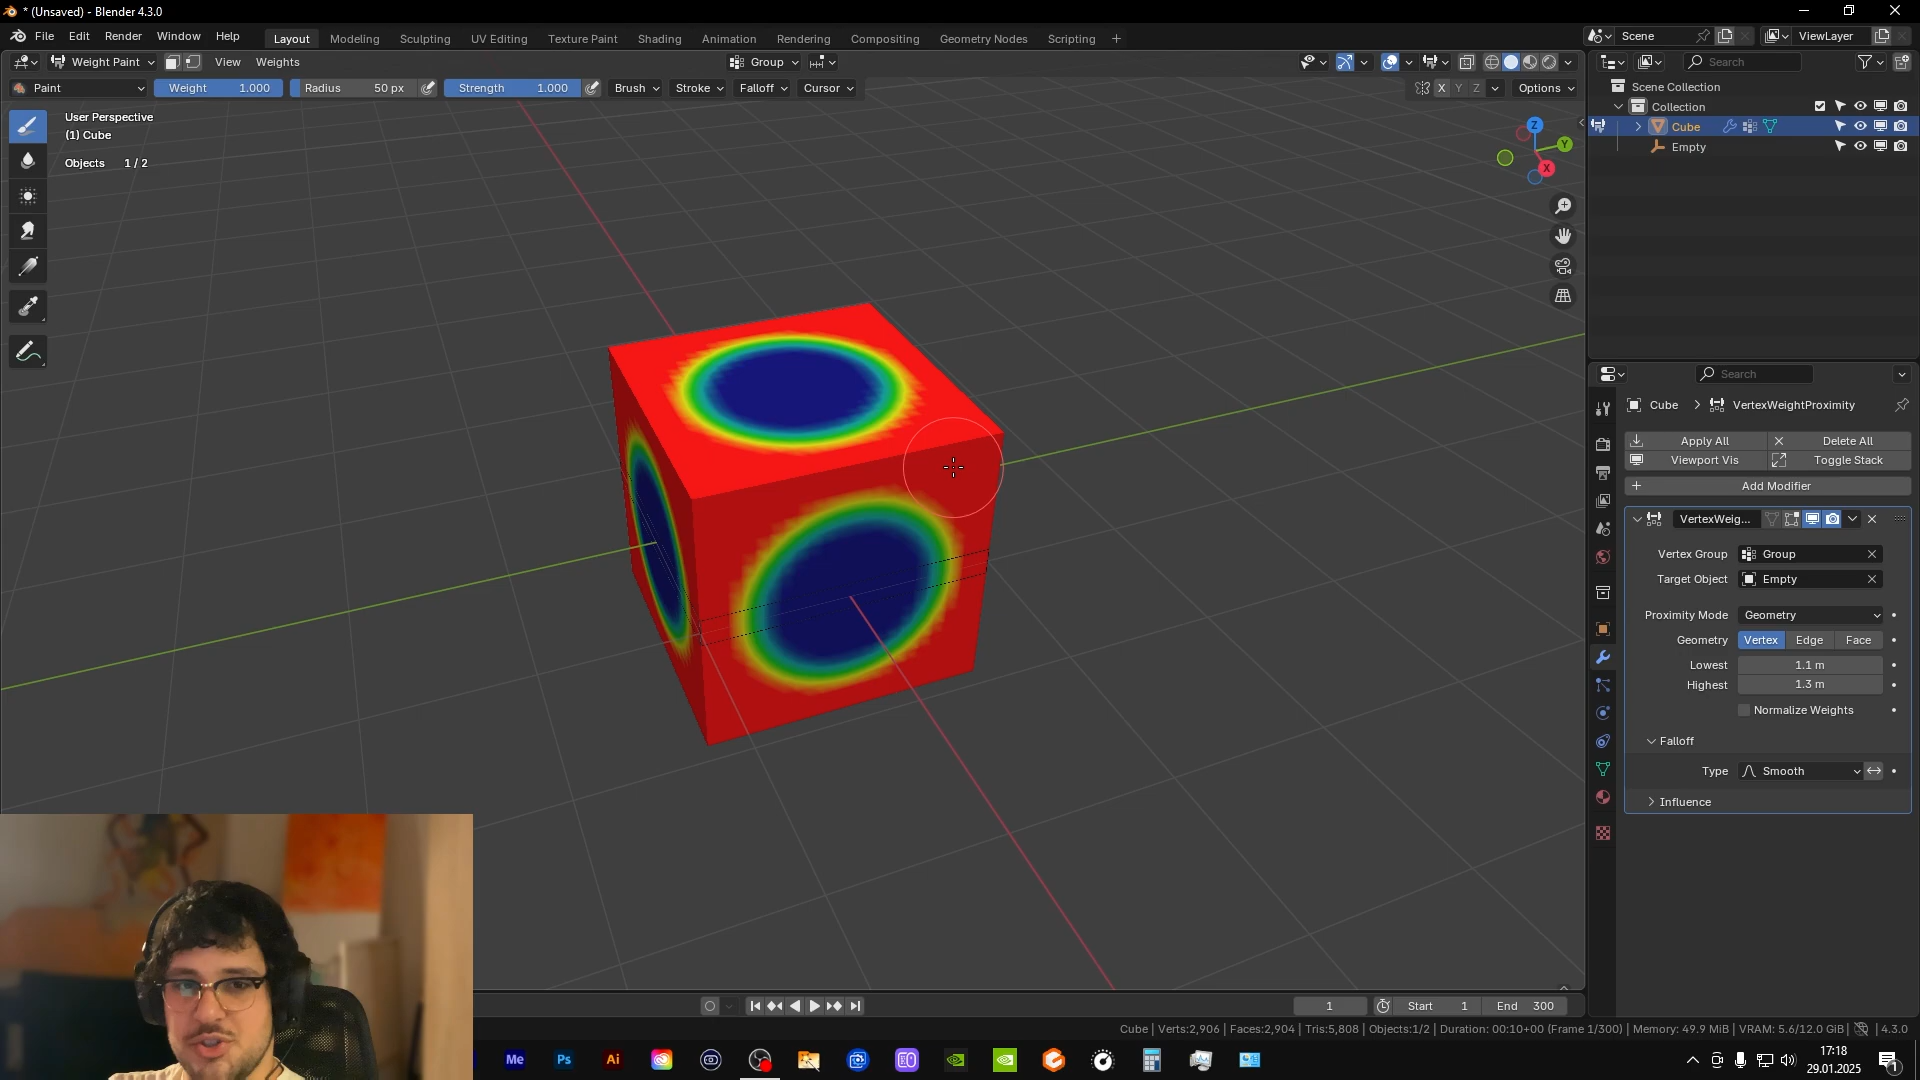 * (Unsaved) - Blender 4.3.0
File Edit Render Window Help
Layout Modeling Sculpting UV Editing Texture Paint Shading Animation Rendering Compositing Geometry Nodes Scripting +
Scene
ViewLayer
Weight Paint View Weights
Group
Search
Paint
Weight 1.000
Radius 50 px
Strength 1.000
Brush Stroke Falloff Cursor
X Y Z
Options
Scene Collection
Collection
Cube
Empty
User Perspective
(1) Cube
Objects 1 / 2
Z
Y
X
Search
Cube > VertexWeightProximity
Apply All
Delete All
Viewport Vis
Toggle Stack
Add Modifier
VertexWeig...
Vertex Group Group
Target Object Empty
Proximity Mode Geometry
Geometry Vertex Edge Face
Lowest 1.1 m
Highest 1.3 m
Normalize Weights
Falloff
Type Smooth
Influence
1
Start 1
End 300
Cube | Verts:2,906 | Faces:2,904 | Tris:5,808 | Objects:1/2 | Duration: 00:10+00 (Frame 1/300) | Memory: 49.9 MiB | VRAM: 5.6/12.0 GiB | 4.3.0
Me Ps Ai
17:18
29.01.2025
1